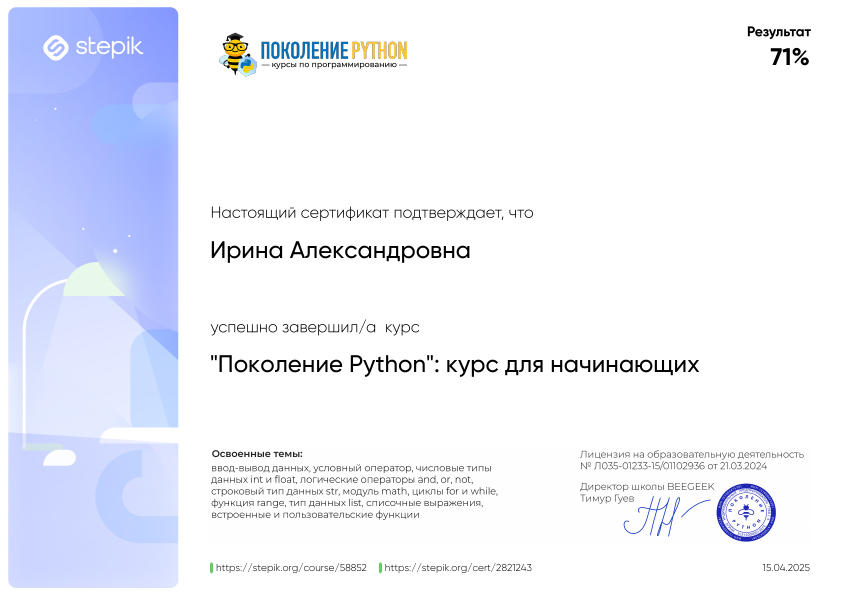 stepik
ПОКОЛЕНИЕ PYTHON
курсы по программированию
Результат
71%
Настоящий сертификат подтверждает, что
Ирина Александровна
успешно завершил/а курс
"Поколение Python": курс для начинающих
Освоенные темы:
ввод-вывод данных, условный оператор, числовые типы
данных int и float, логические операторы and, or, not,
строковый тип данных str, модуль math, циклы for и while,
функция range, тип данных list, списочные выражения,
встроенные и пользовательские функции
Лицензия на образовательную деятельность
№ Л035-01233-15/01102936 от 21.03.2024
Директор школы BEEGEEK
Тимур Гуев
ПОКОЛЕНИЕ
PYTHON
https://stepik.org/course/58852
https://stepik.org/cert/2821243
15.04.2025